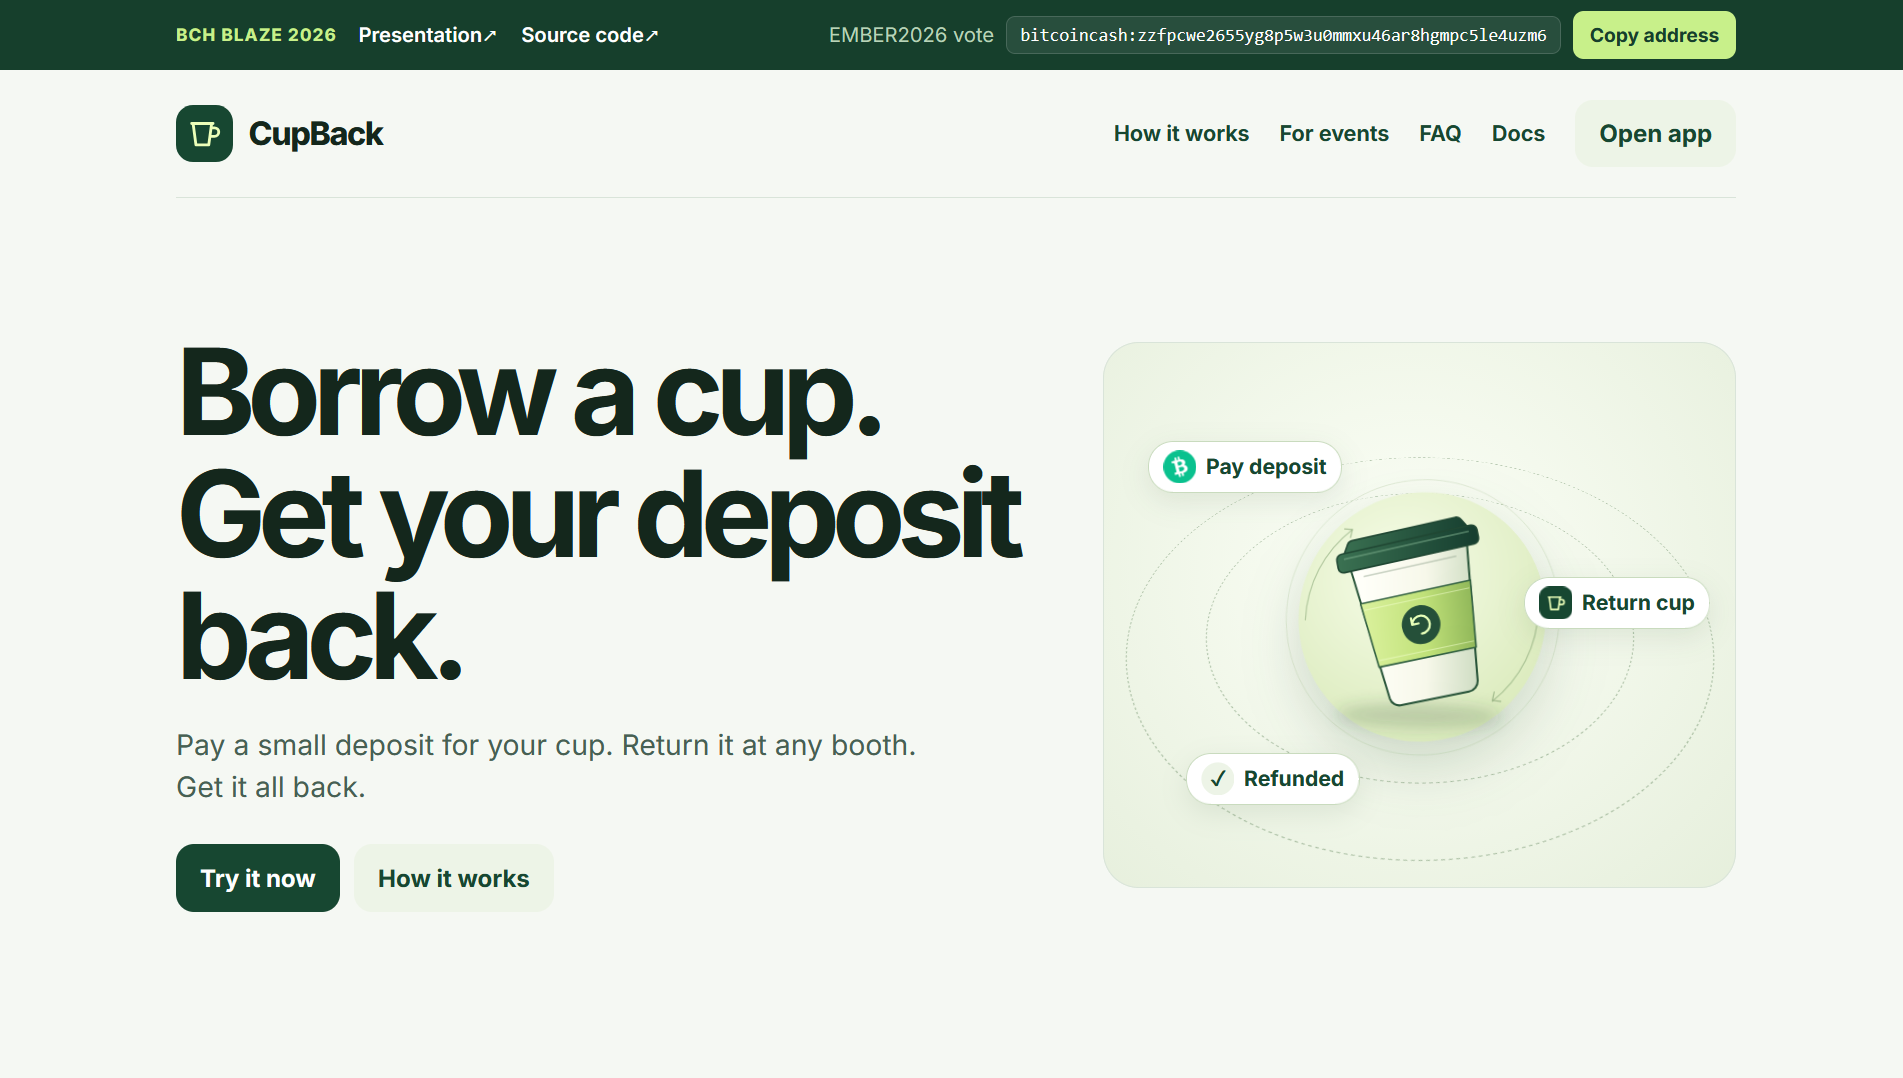 BCH BLAZE 2026 Presentation↗ Source code↗ EMBER2026 vote bitcoincash:zzfpcwe2655yg8p5w3u0mmxu46ar8hgmpc5le4uzm6 Copy address
CupBack How it works For events FAQ Docs Open app
Borrow a cup.
Get your deposit
back.
Pay a small deposit for your cup. Return it at any booth.
Get it all back.
Try it now How it works
Pay deposit
Return cup
✓ Refunded